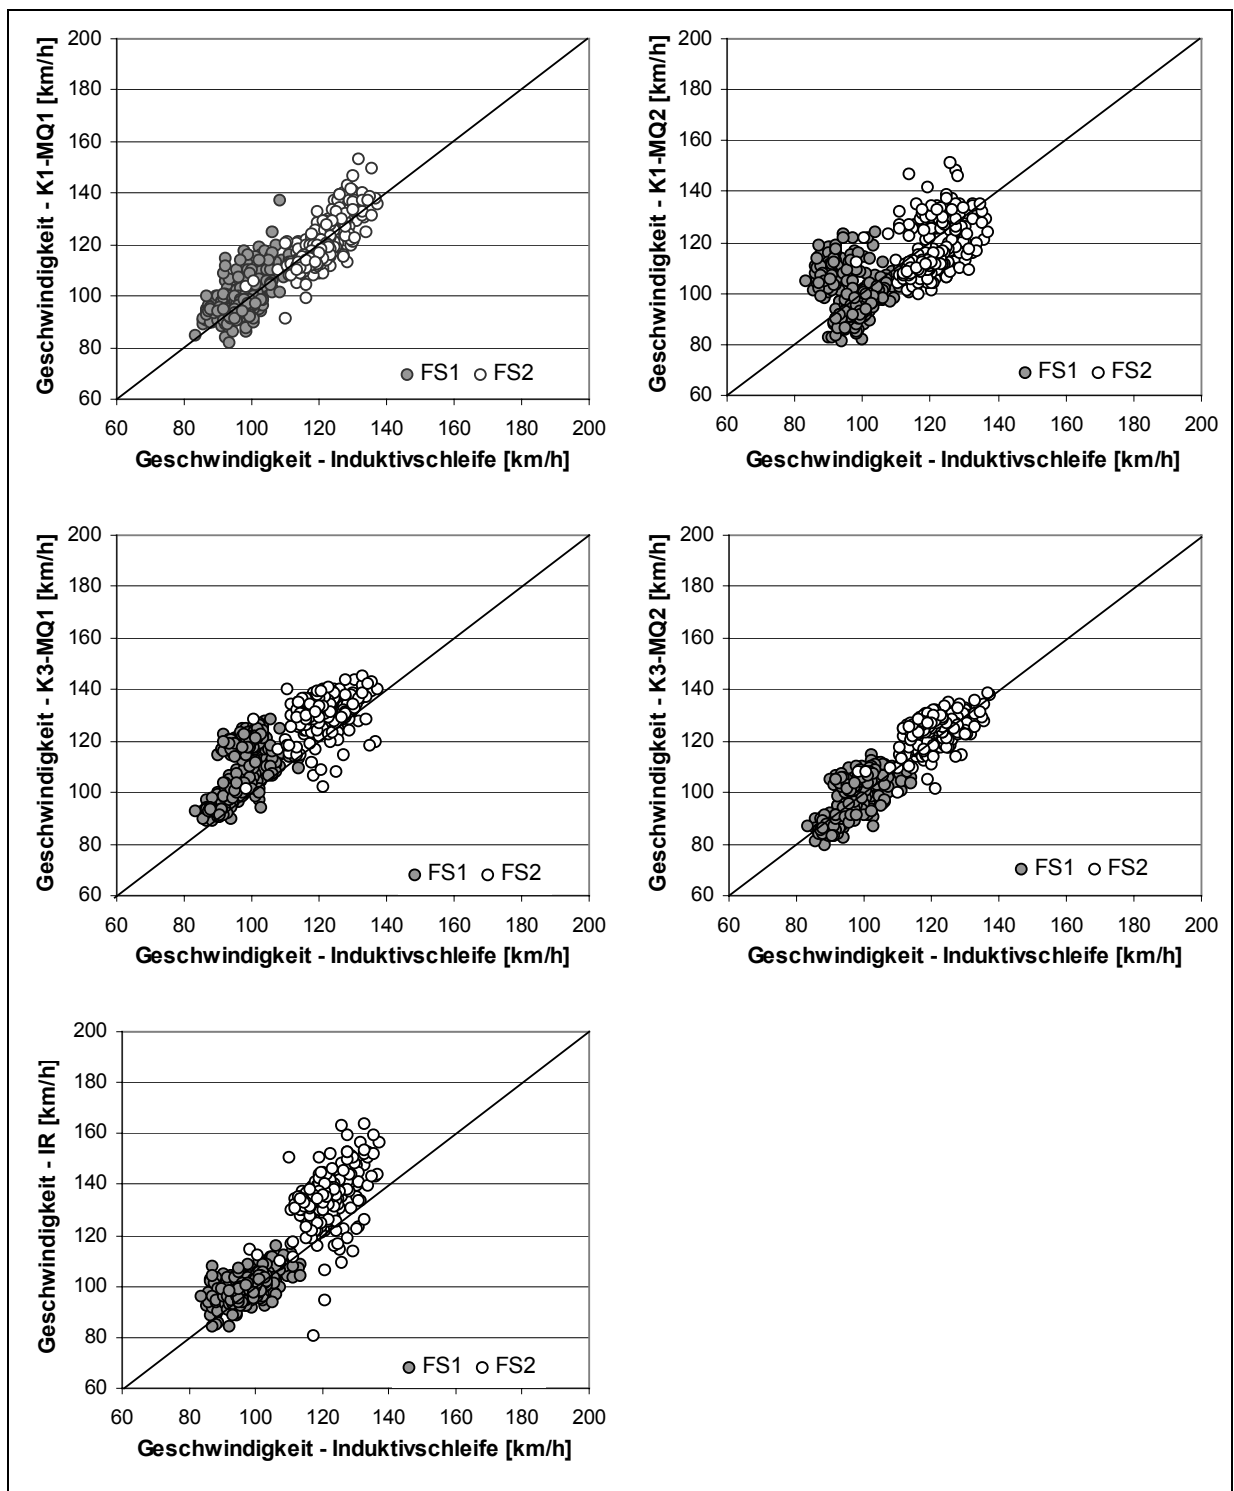 Geschwindigkeit - K1-MQ1 [km/h]
200
180
160
140
120
100
80
60
FS1 FS2
60 80 100 120 140 160 180 200
Geschwindigkeit - Induktivschleife [km/h]
Geschwindigkeit - K1-MQ2 [km/h]
200
180
160
140
120
100
80
60
FS1 FS2
60 80 100 120 140 160 180 200
Geschwindigkeit - Induktivschleife [km/h]
Geschwindigkeit - K3-MQ1 [km/h]
200
180
160
140
120
100
80
60
FS1 FS2
60 80 100 120 140 160 180 200
Geschwindigkeit - Induktivschleife [km/h]
Geschwindigkeit - K3-MQ2 [km/h]
200
180
160
140
120
100
80
60
FS1 FS2
60 80 100 120 140 160 180 200
Geschwindigkeit - Induktivschleife [km/h]
Geschwindigkeit - IR [km/h]
200
180
160
140
120
100
80
60
FS1 FS2
60 80 100 120 140 160 180 200
Geschwindigkeit - Induktivschleife [km/h]